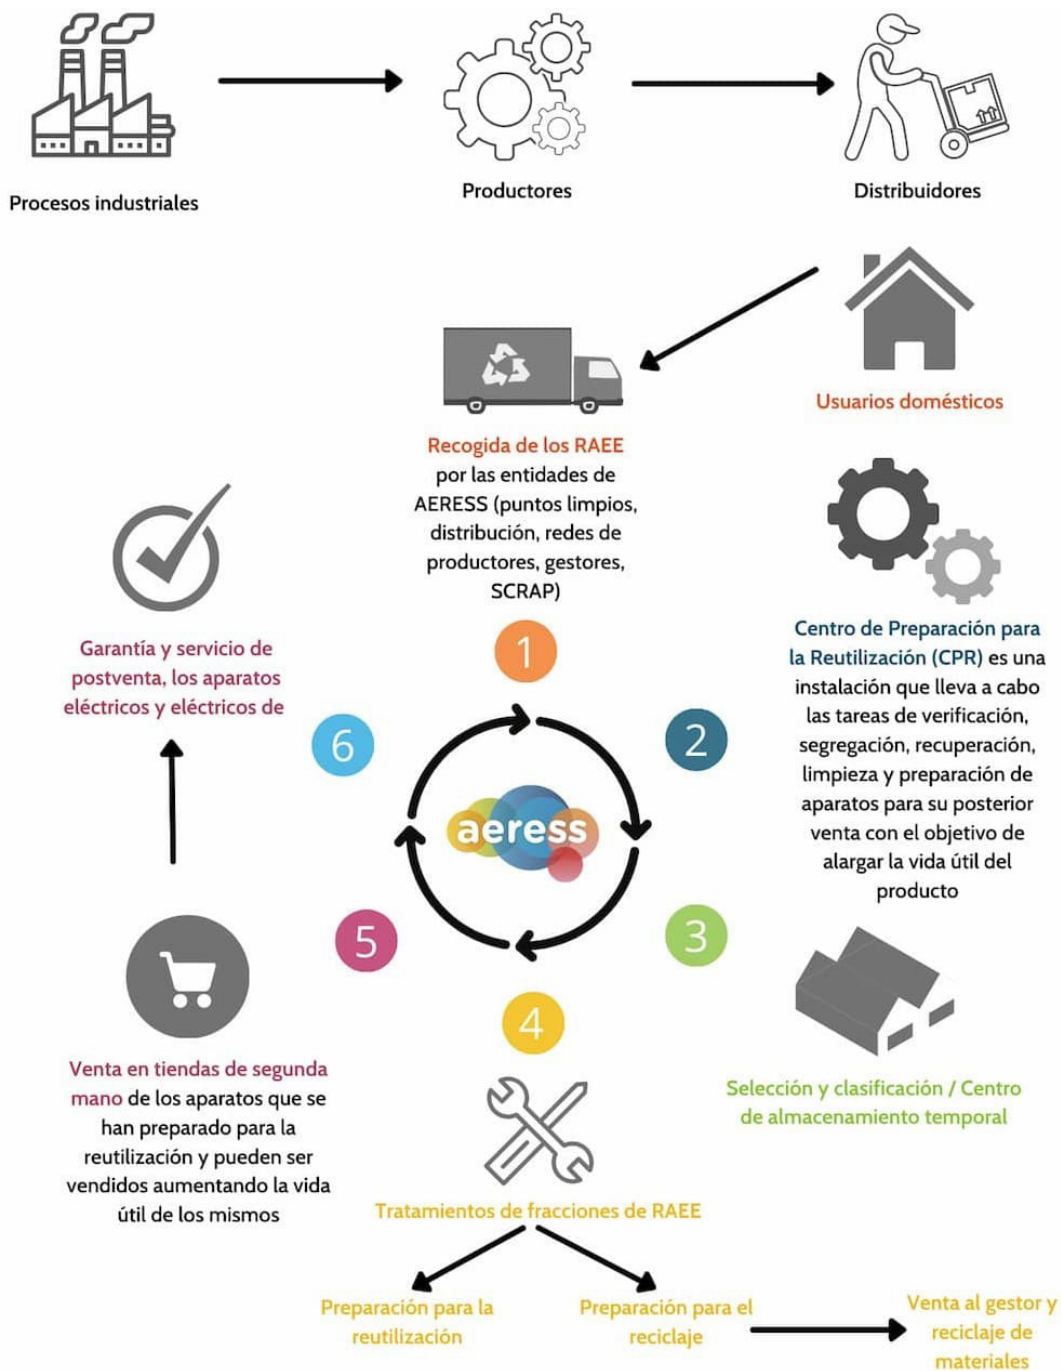 Procesos industriales
Productores
Distribuidores
Usuarios domésticos
Recogida de los RAEE
por las entidades de
AERESS (puntos limpios,
distribución, redes de
productores, gestores,
SCRAP)
1
Centro de Preparación para
la Reutilización (CPR) es una
instalación que lleva a cabo
las tareas de verificación,
segregación, recuperación,
limpieza y preparación de
aparatos para su posterior
venta con el objetivo de
alargar la vida útil del
producto
2
3
Selección y clasificación / Centro
de almacenamiento temporal
4
Tratamientos de fracciones de RAEE
Preparación para la
reutilización
Preparación para el
reciclaje
Venta al gestor y
reciclaje de
materiales
5
Venta en tiendas de segunda
mano de los aparatos que se
han preparado para la
reutilización y pueden ser
vendidos aumentando la vida
útil de los mismos
6
Garantía y servicio de
postventa, los aparatos
eléctricos y eléctricos de
aeress